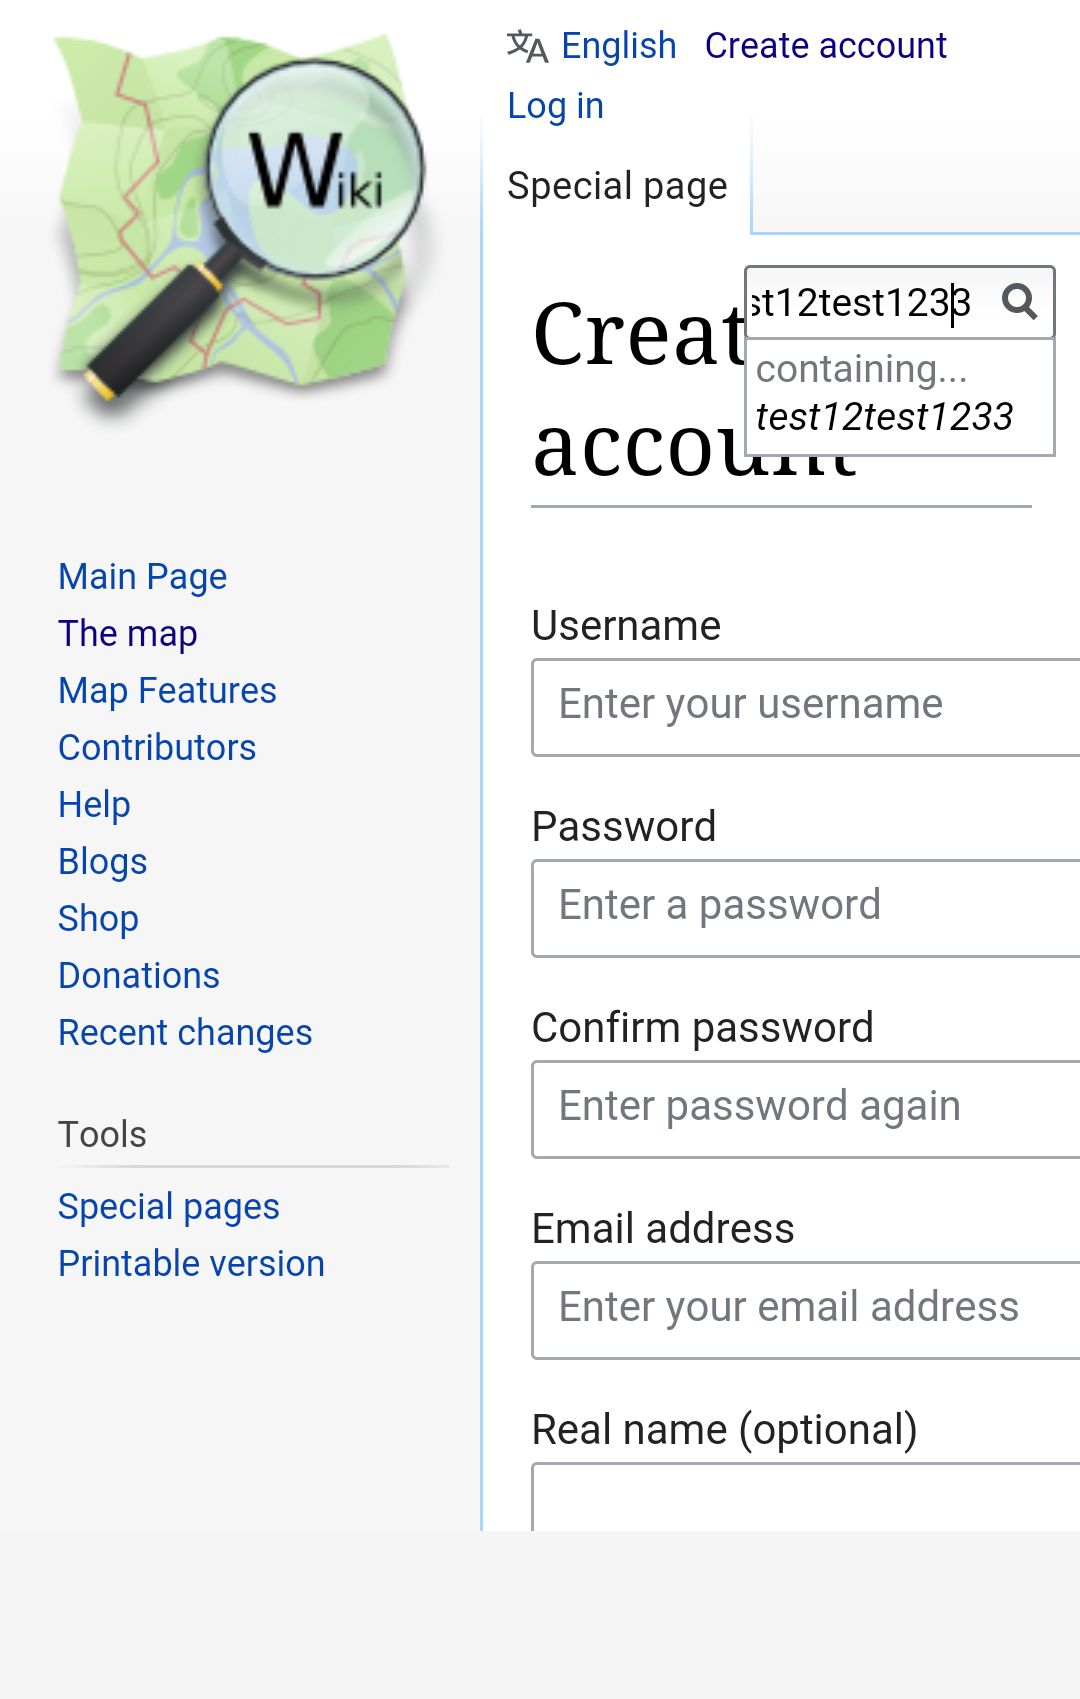 Wiki
English Create account
Log in
Special page
st12test1233
containing...
test12test1233
Create
account
Main Page
The map
Map Features
Contributors
Help
Blogs
Shop
Donations
Recent changes
Tools
Special pages
Printable version
Username
Enter your username
Password
Enter a password
Confirm password
Enter password again
Email address
Enter your email address
Real name (optional)